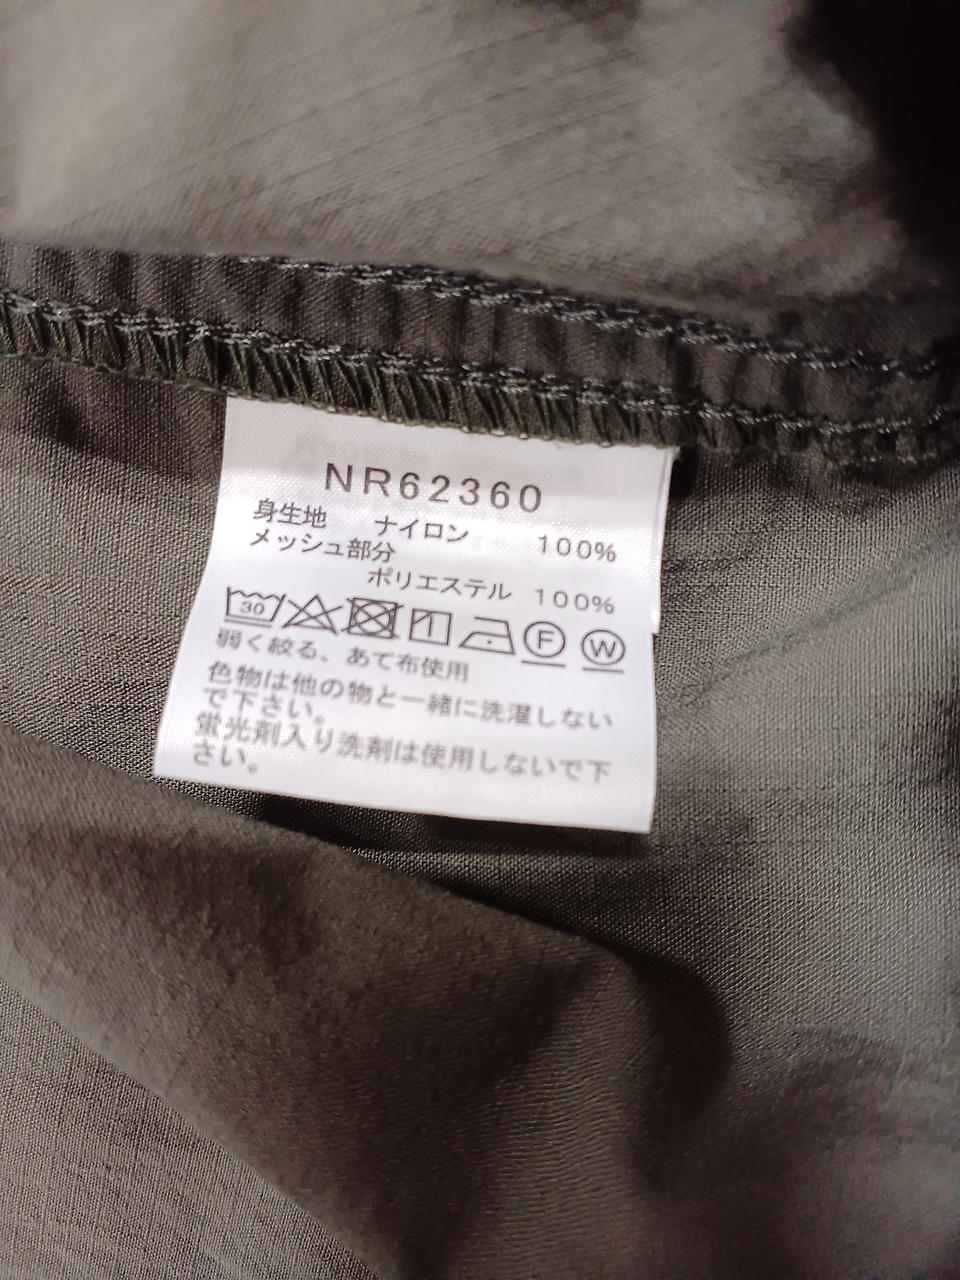 NR62360
身生地 ナイロン 100%
メッシュ部分
ポリエステル 100%
30 F W
弱く絞る、あて布使用
色物は他の物と一緒に洗濯しない
で下さい。
蛍光剤入り洗剤は使用しないで下
さい。